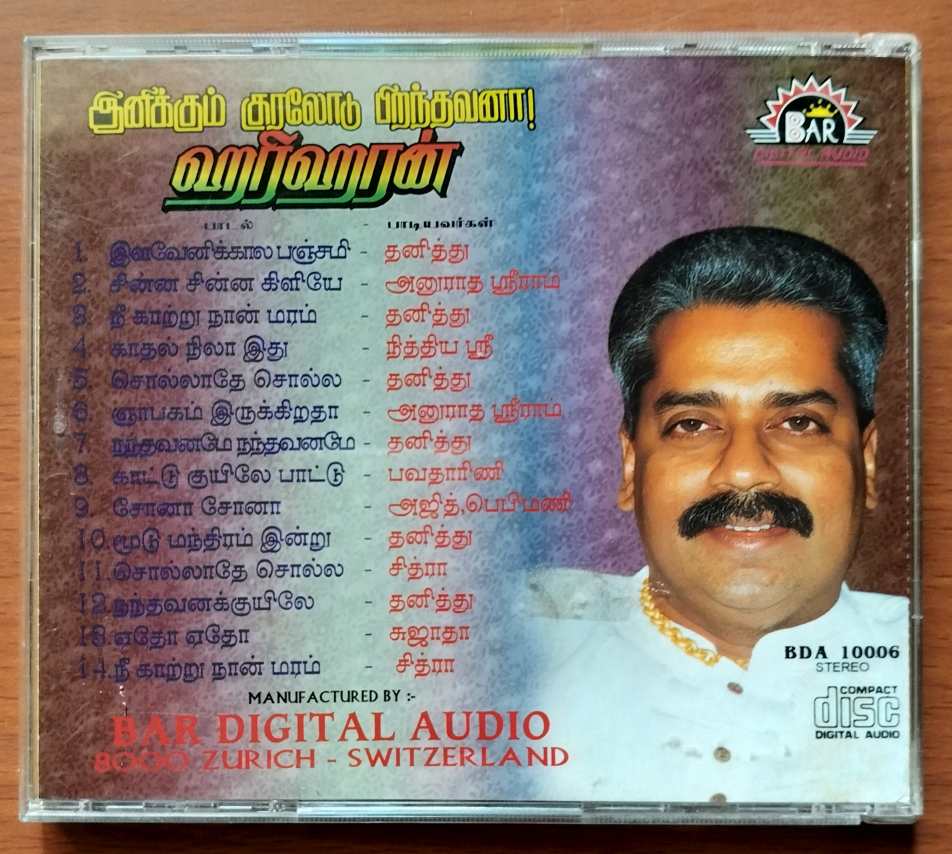 இனிக்கும் குரலோடு பிறந்தவனா!
ஹரிஹரன்
BAR
DIGITAL AUDIO
பாடல் - பாடியவர்கள்
1. இளவேனிக்கால பஞ்சமி - தனித்து
2. சின்ன சின்ன கிளியே - அனுராத ஸ்ரீராம்
3. நீ காற்று நான் மரம் - தனித்து
4. காதல் நிலா இது - நித்திய ஸ்ரீ
5. சொல்லாதே சொல்ல - தனித்து
6. ஞாபகம் இருக்கிறதா - அனுராத ஸ்ரீராம்
7. நந்தவனமே நந்தவனமே - தனித்து
8. காட்டு குயிலே பாட்டு - பவதாரிணி
9. சோனா சோனா - அஜித்,பெபிமணி
10. மூடு மந்திரம் இன்று - தனித்து
11. சொல்லாதே சொல்ல - சித்ரா
12. நந்தவனக்குயிலே - தனித்து
13. ஏதோ ஏதோ - சுஜாதா
14. நீ காற்று நான் மரம் - சித்ரா
MANUFACTURED BY :-
BAR DIGITAL AUDIO
8000 ZURICH - SWITZERLAND
BDA 10006
STEREO
COMPACT
disc
DIGITAL AUDIO